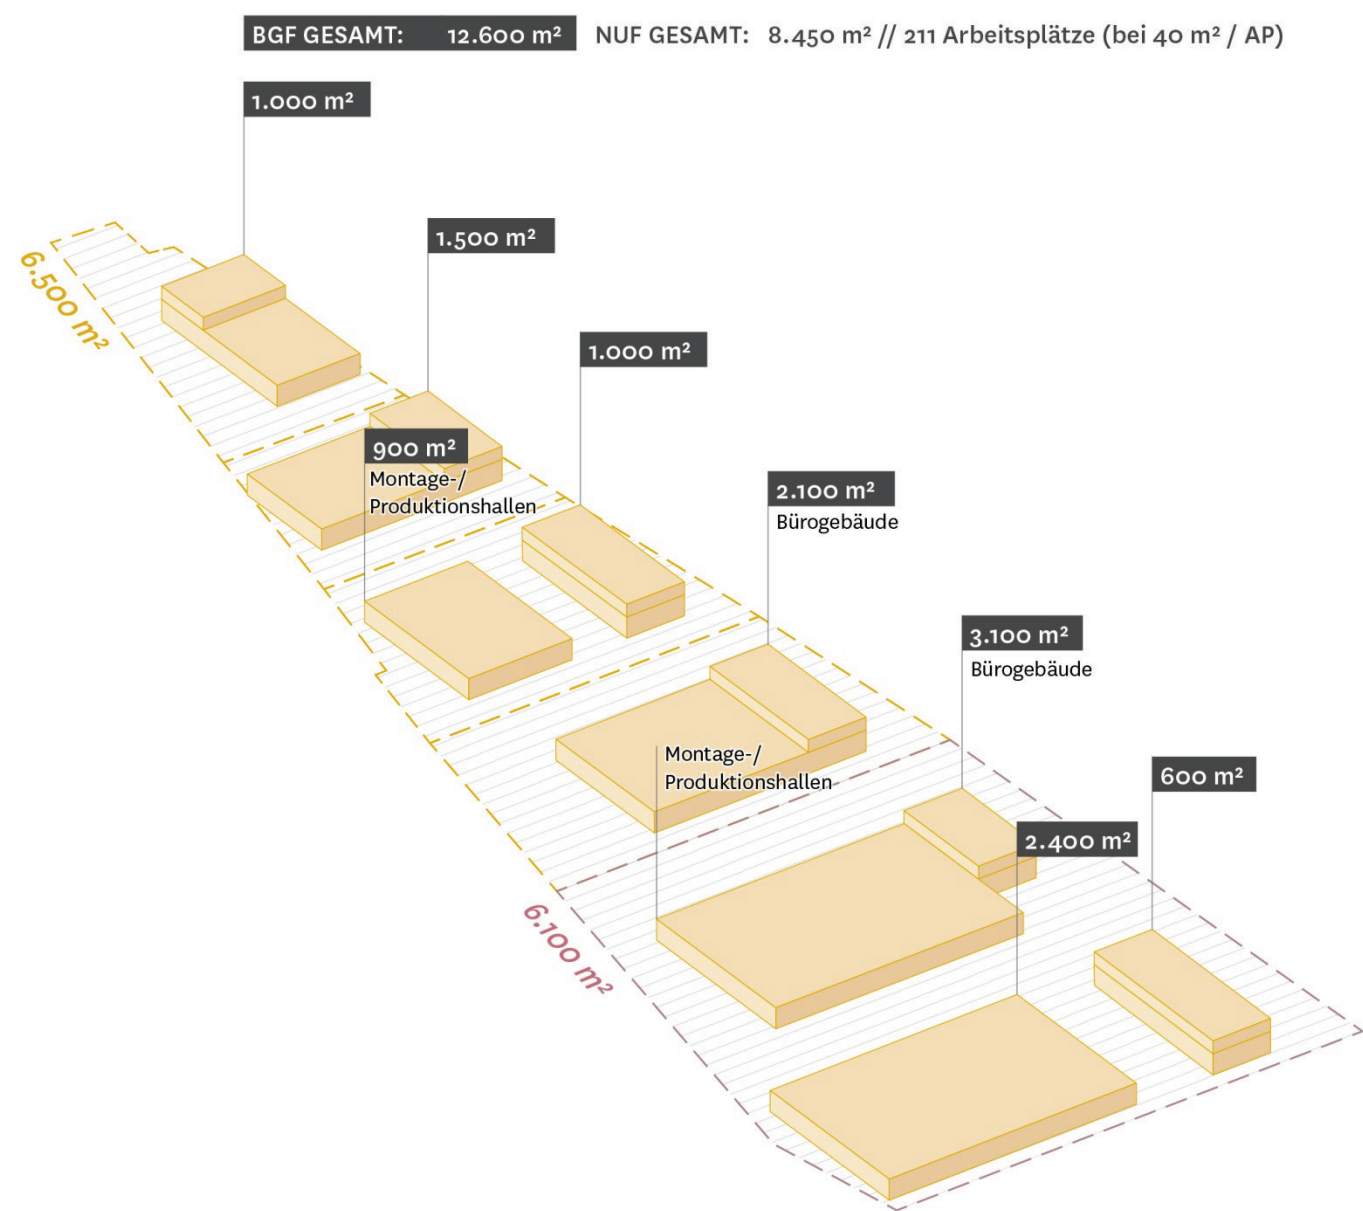 BGF GESAMT: 12.600 m² NUF GESAMT: 8.450 m² // 211 Arbeitsplätze (bei 40 m² / AP)
1.000 m²
1.500 m²
6.500 m²
1.000 m²
900 m²
Montage-/
Produktionshallen
2.100 m²
Bürogebäude
3.100 m²
Bürogebäude
Montage-/
Produktionshallen
600 m²
2.400 m²
6.100 m²